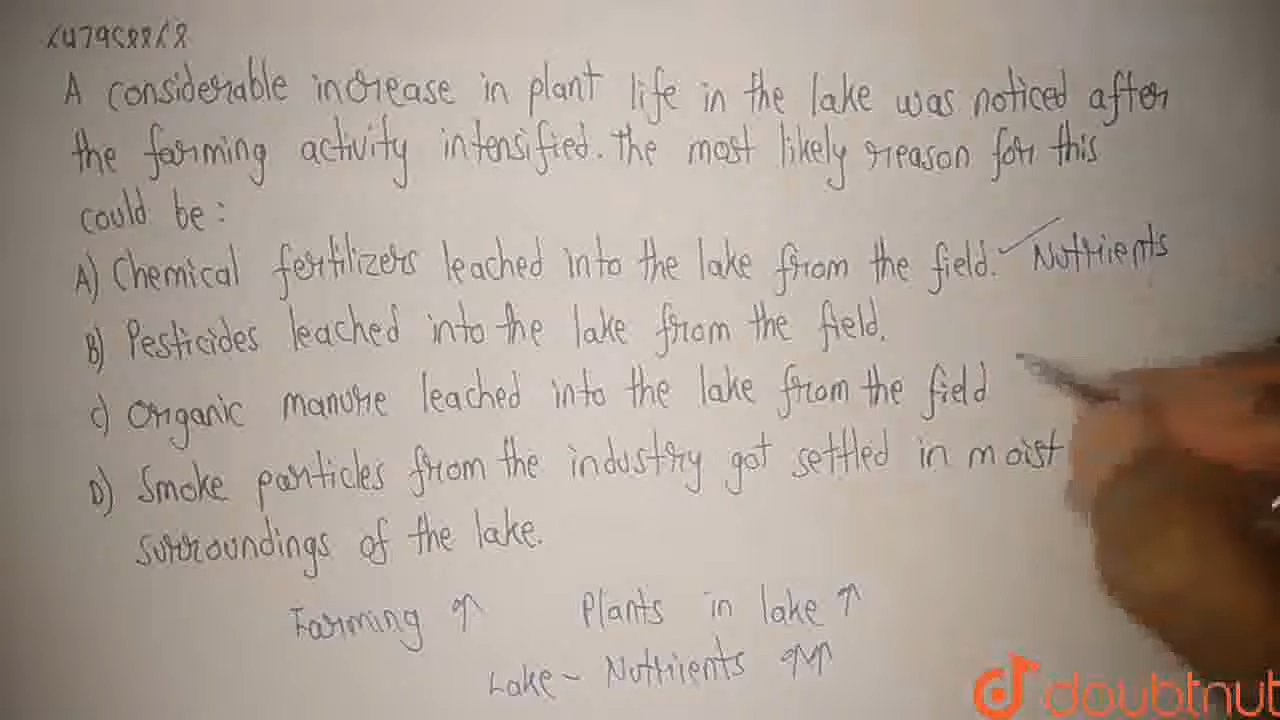 A considerable increase in plant life in the lake was noticed after
the farming activity intensified. The most likely reason for this
could be:
A) Chemical fertilizers leached into the lake from the field. ✓ Nutrients
B) Pesticides leached into the lake from the field.
C) Organic manure leached into the lake from the field
D) Smoke particles from the industry got settled in moist
surroundings of the lake.
Farming ↑ Plants in lake ↑
Lake - Nutrients ↑↑↑
doubtnut